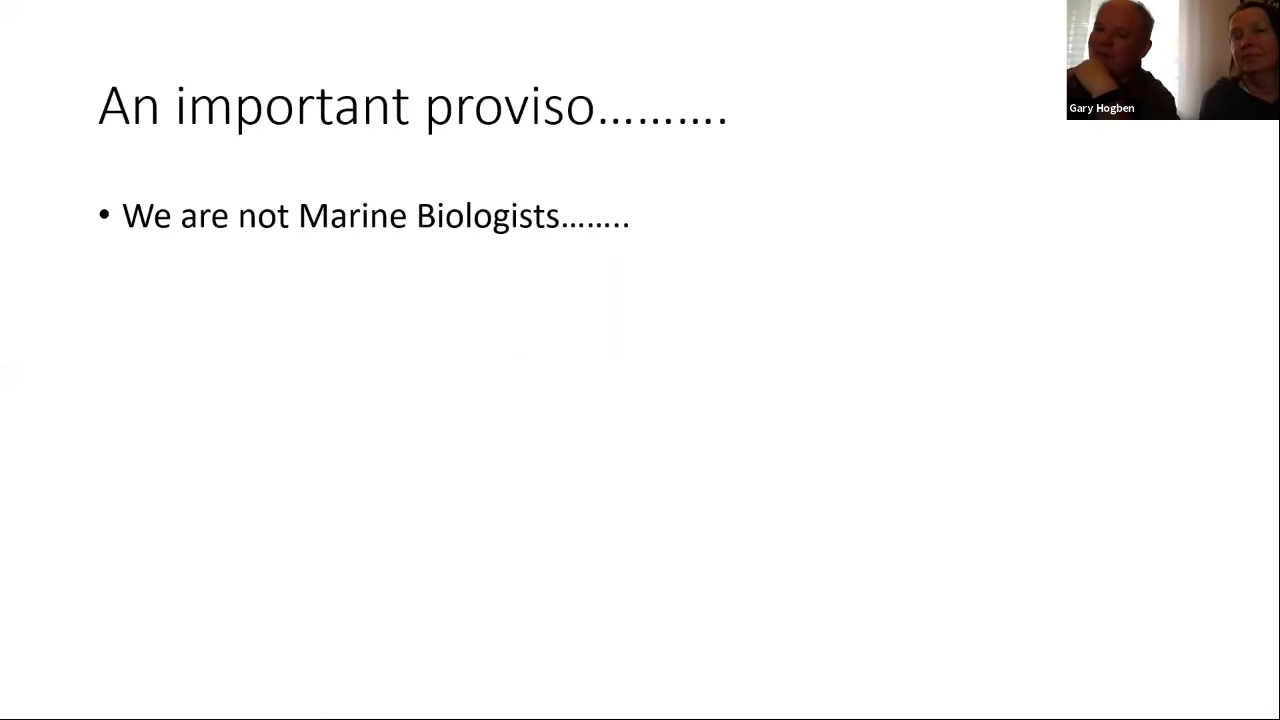 An important proviso……….
Gary Hogben
• We are not Marine Biologists……..